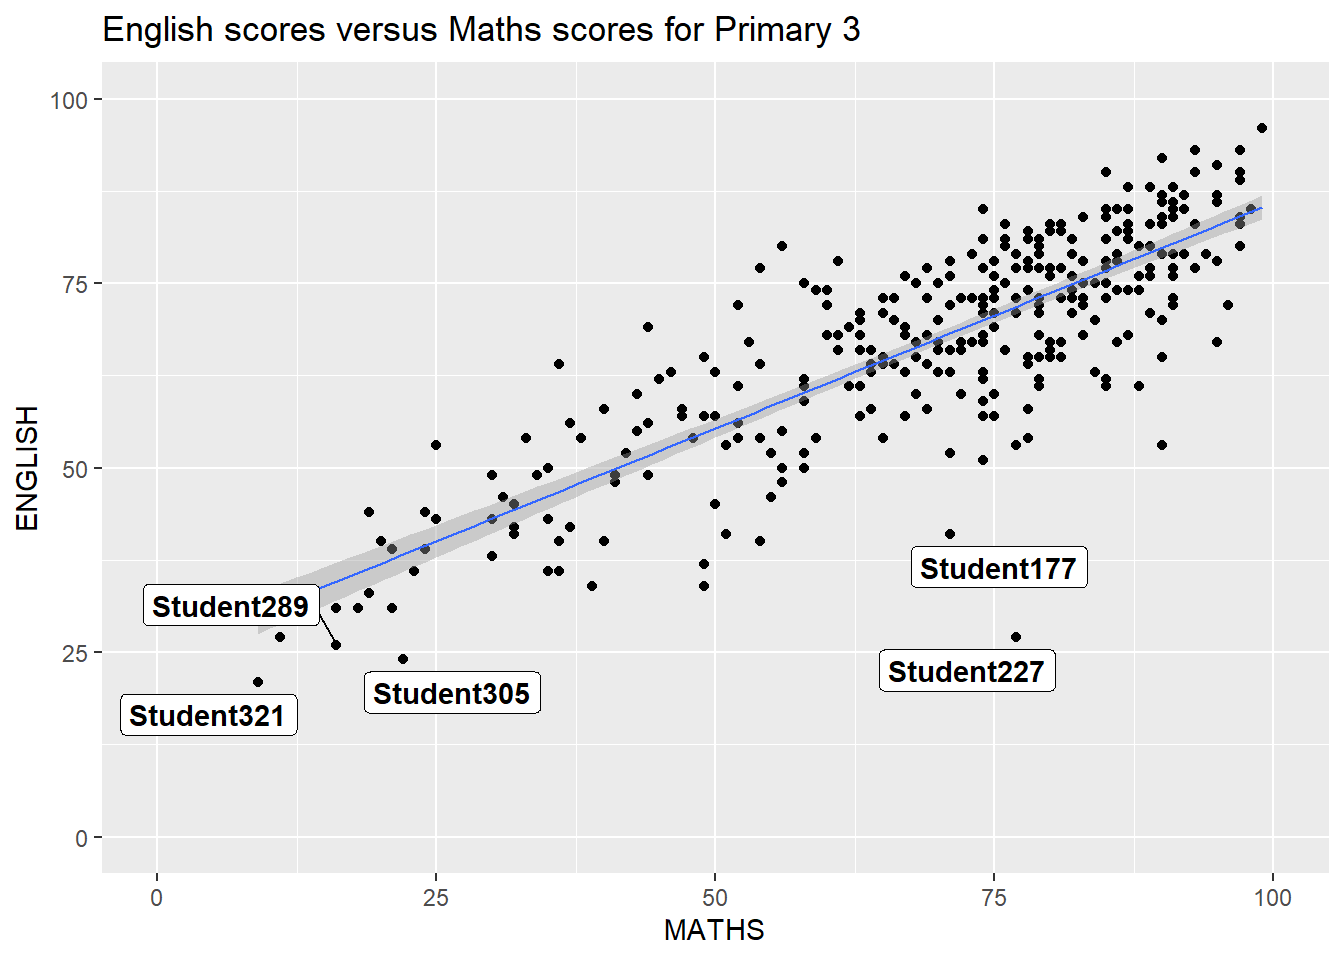 English scores versus Maths scores for Primary 3
100
75
50
25
0
ENGLISH
Student177
Student289
Student227
Student305
Student321
0
25
50
75
100
MATHS